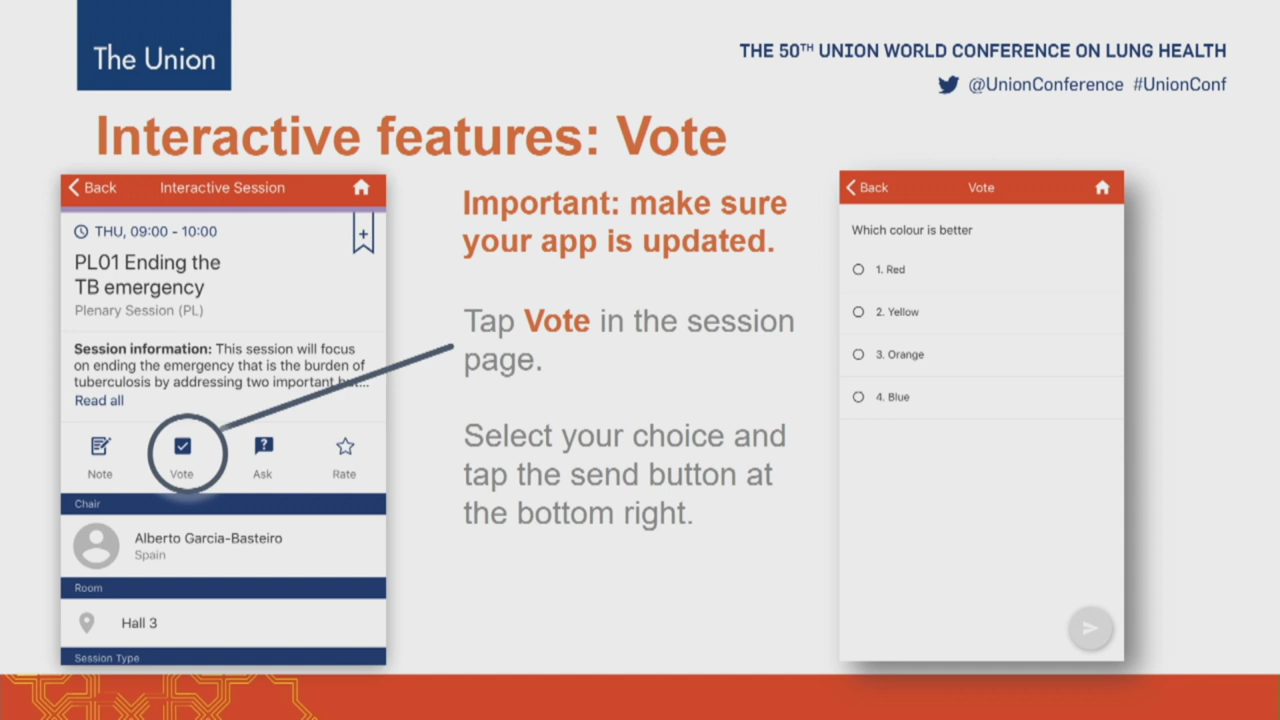 The Union
THE 50TH UNION WORLD CONFERENCE ON LUNG HEALTH
@UnionConference #UnionConf
Interactive features: Vote
Back
Interactive Session
THU, 09:00 - 10:00
PL01 Ending the
TB emergency
Plenary Session (PL)
Session information: This session will focus
on ending the emergency that is the burden of
tuberculosis by addressing two important
Read all
Note
Vote
Ask
Rate
Chair
Alberto Garcia-Basteiro
Spain
Room
Hall 3
Session Type
Important: make sure
your app is updated.
Tap Vote in the session
page.
Select your choice and
tap the send button at
the bottom right.
Back
Vote
Which colour is better
1. Red
2. Yellow
3. Orange
4. Blue